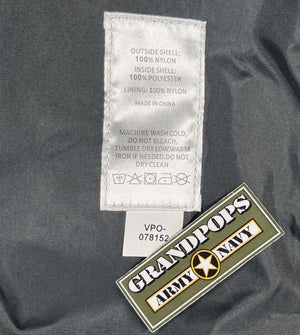 OUTSIDE SHELL:
100% NYLON
INSIDE SHELL:
100% POLYESTER
LINING: 100% NYLON
MADE IN CHINA
MACHINE WASH COLD,
DO NOT BLEACH,
TUMBLE DRY LOW,WARM
IRON IF NEEDED,DO NOT
DRY CLEAN
VPO-
078152
GRANDPOPS
ARMY NAVY